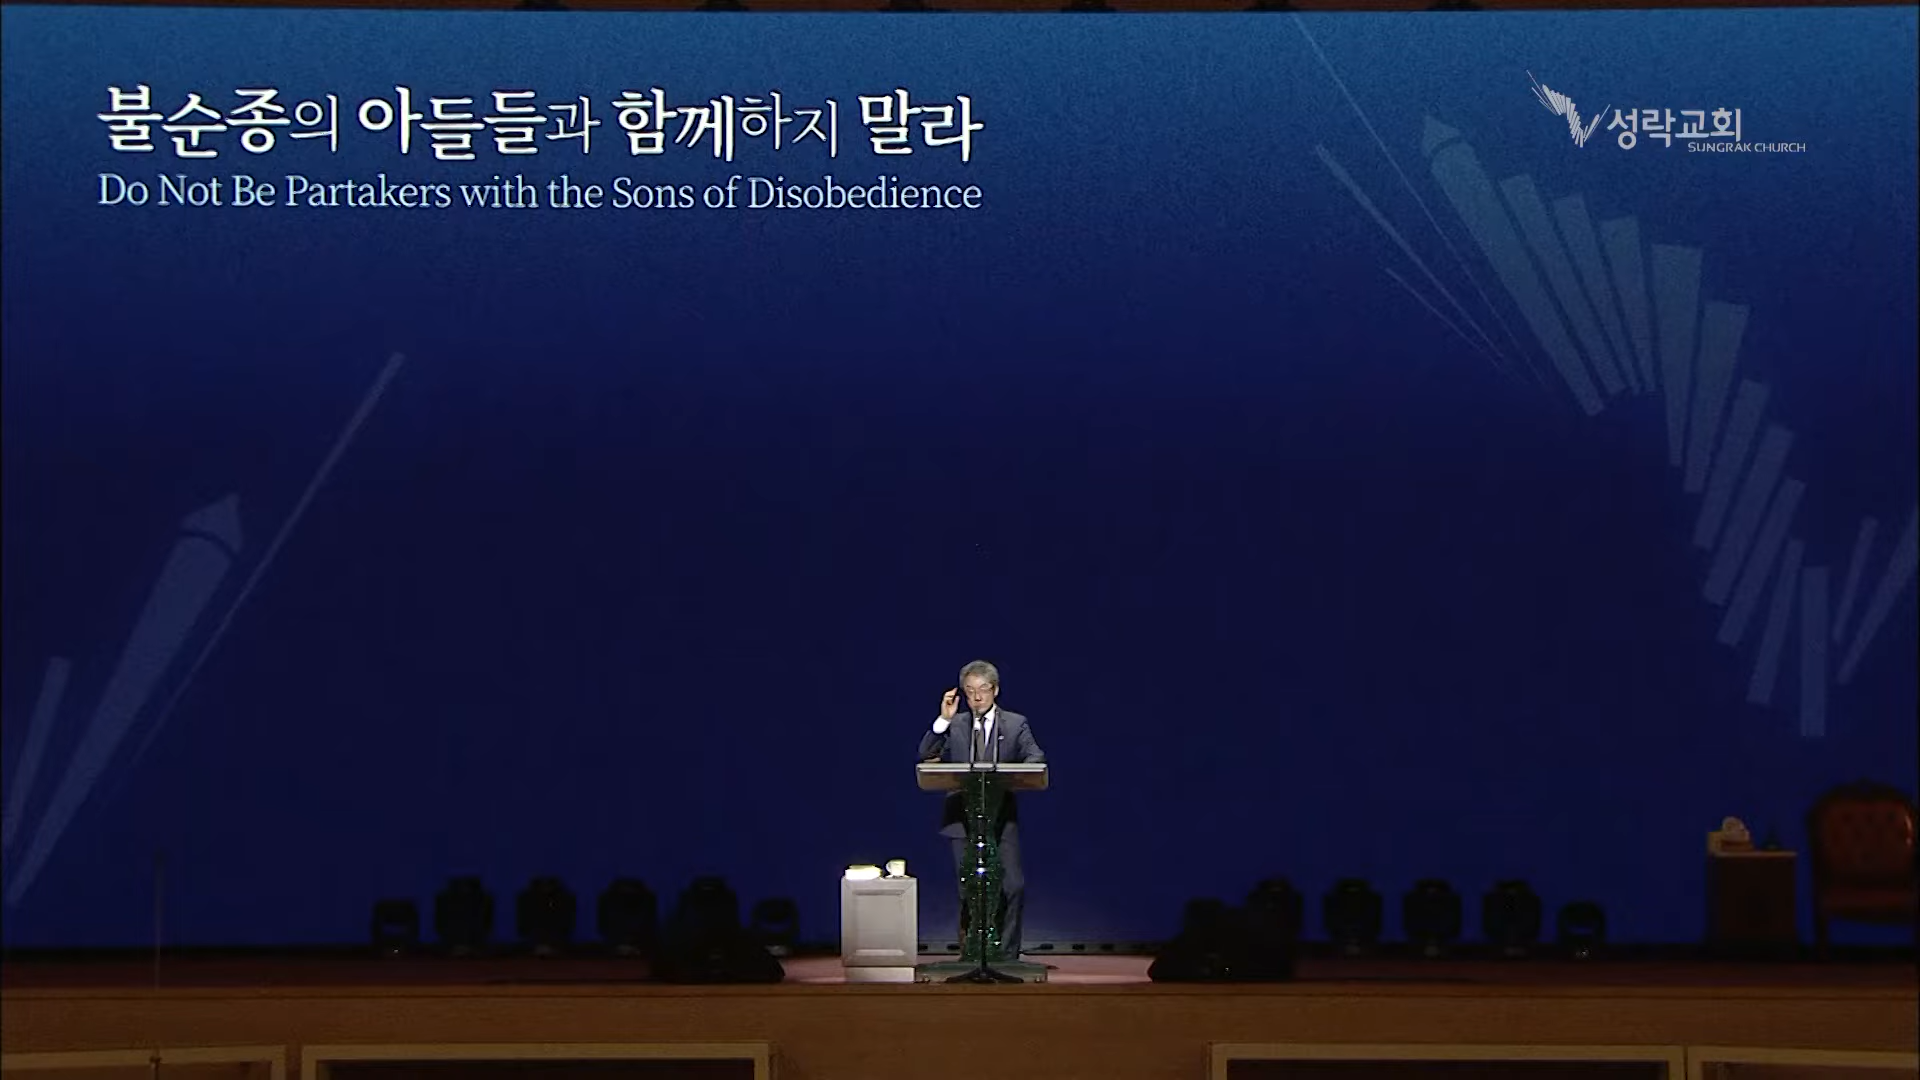 불순종의 아들들과 함께하지 말라
Do Not Be Partakers with the Sons of Disobedience
성락교회
SUNGRAK CHURCH